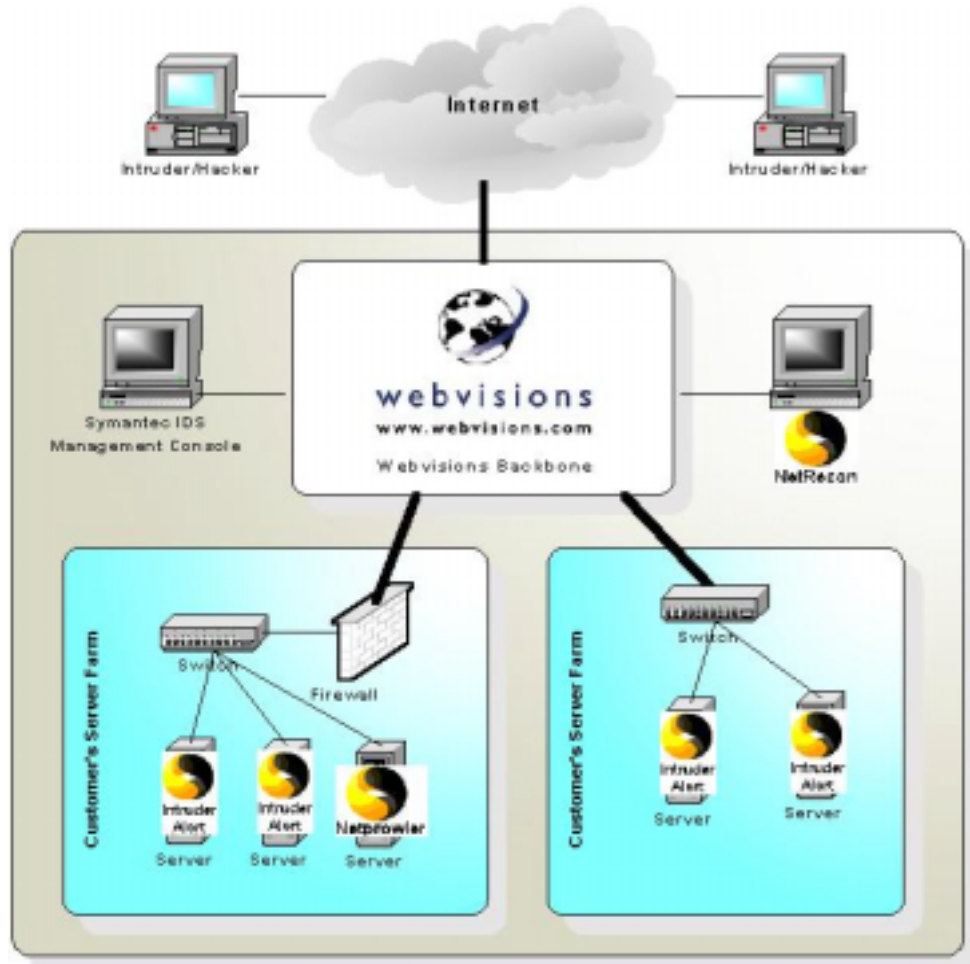 Internet
Intruder/Hacker
Intruder/Hacker
webvisions
www.webvisions.com
Webvisions Backbone
Symantec IDS
Management Console
NetRecon
Customer's Server Farm
Switch
Firewall
Intruder
Alert
Server
Intruder
Alert
Server
Netprowler
Server
Customer's Server Farm
Switch
Intruder
Alert
Server
Intruder
Alert
Server